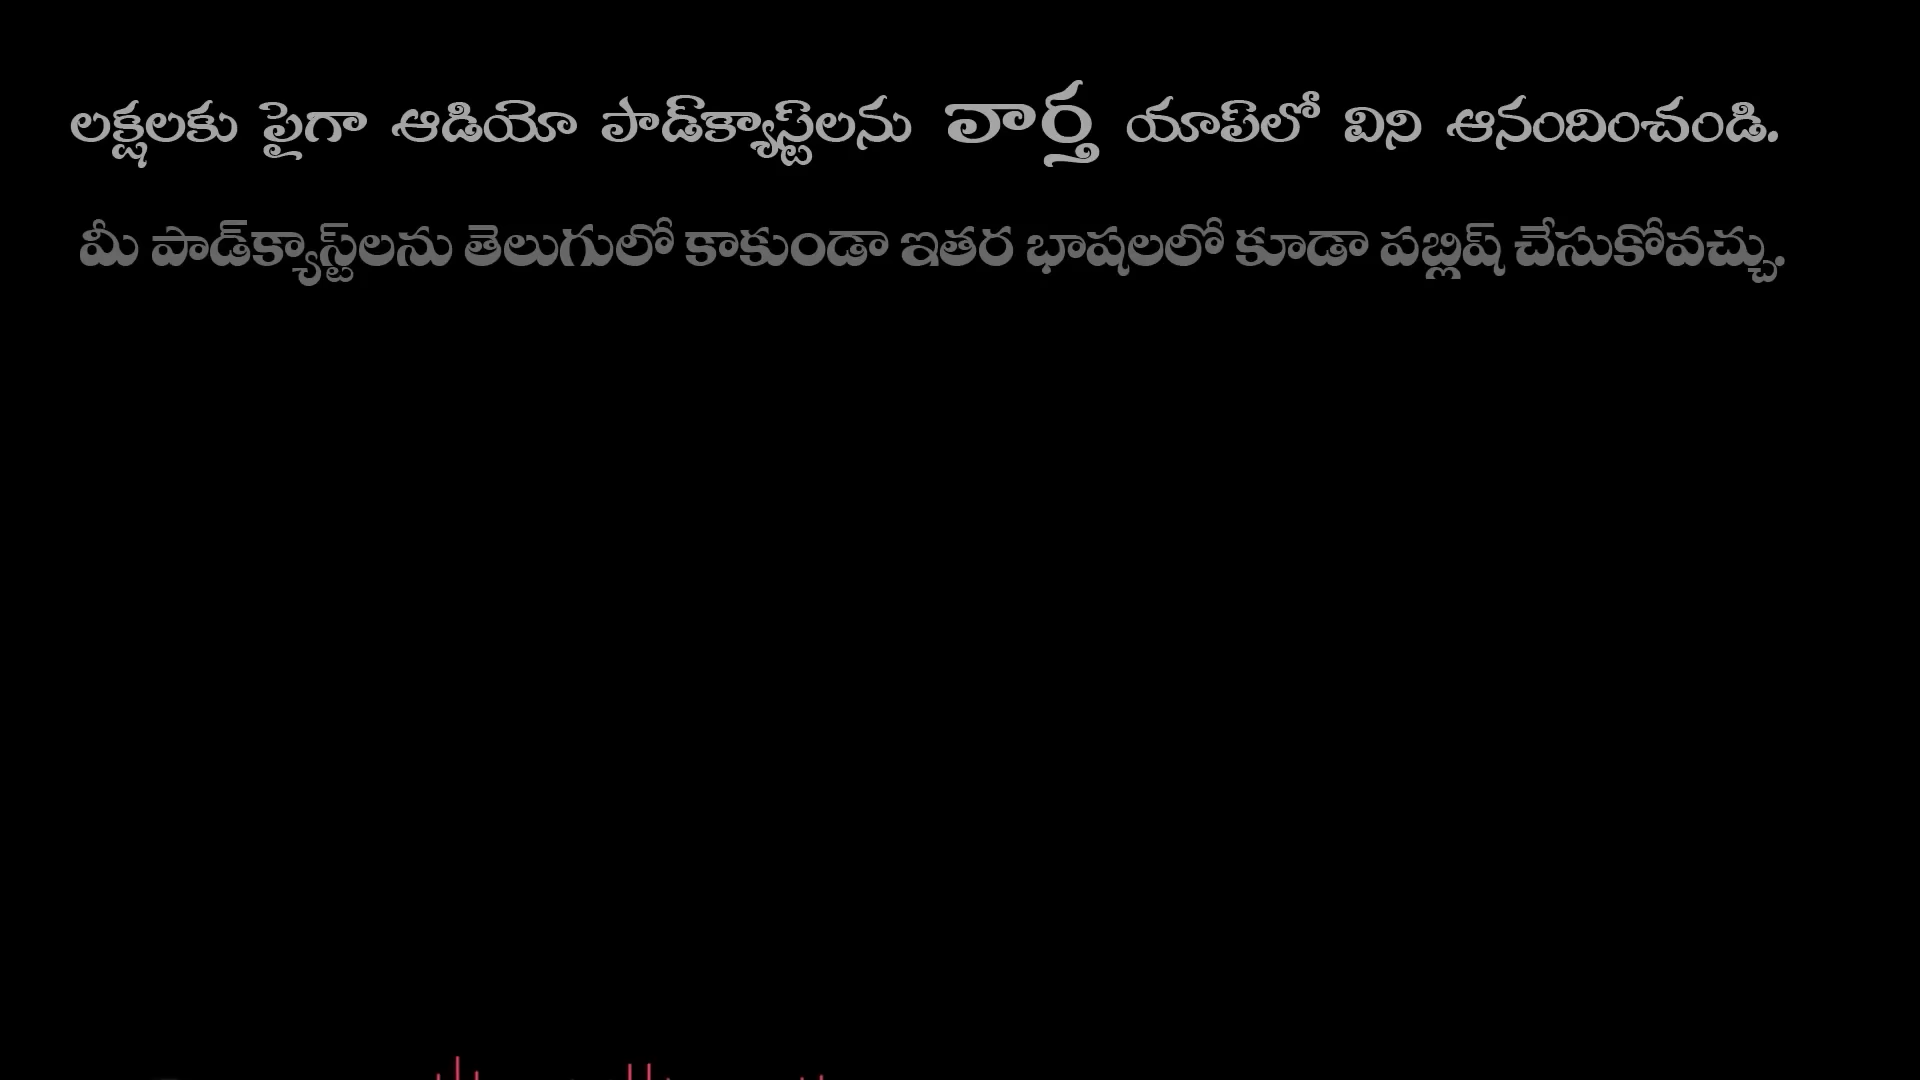 లక్షలకు పైగా ఆడియో పాడ్‌క్యాస్ట్‌లను వార్త యాప్‌లో విని ఆనందించండి.
మీ పాడ్‌క్యాస్ట్‌లను తెలుగులో కాకుండా ఇతర భాషలలో కూడా పబ్లిష్ చేసుకోవచ్చు.